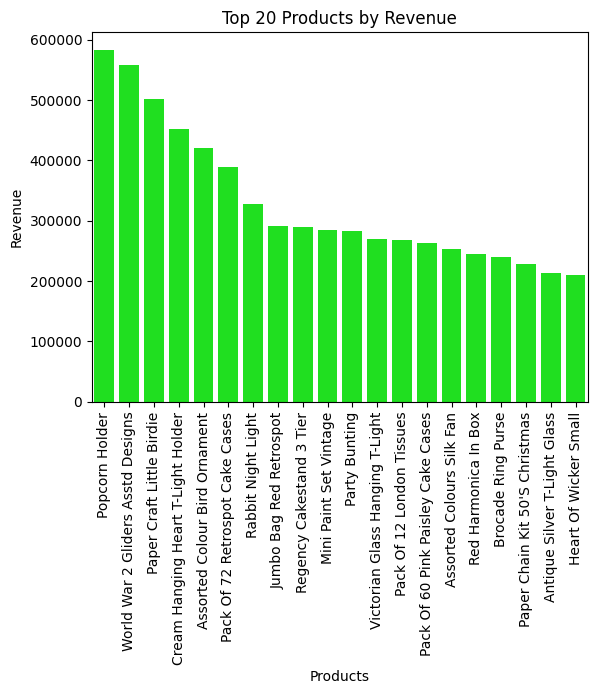 Top 20 Products by Revenue
Revenue
600000
500000
400000
300000
200000
100000
0
Popcorn Holder
World War 2 Gliders Asstd Designs
Paper Craft Little Birdie
Cream Hanging Heart T-Light Holder
Assorted Colour Bird Ornament
Pack Of 72 Retrospot Cake Cases
Rabbit Night Light
Jumbo Bag Red Retrospot
Regency Cakestand 3 Tier
Mini Paint Set Vintage
Party Bunting
Victorian Glass Hanging T-Light
Pack Of 12 London Tissues
Pack Of 60 Pink Paisley Cake Cases
Assorted Colours Silk Fan
Red Harmonica In Box
Brocade Ring Purse
Paper Chain Kit 50'S Christmas
Antique Silver T-Light Glass
Heart Of Wicker Small
Products